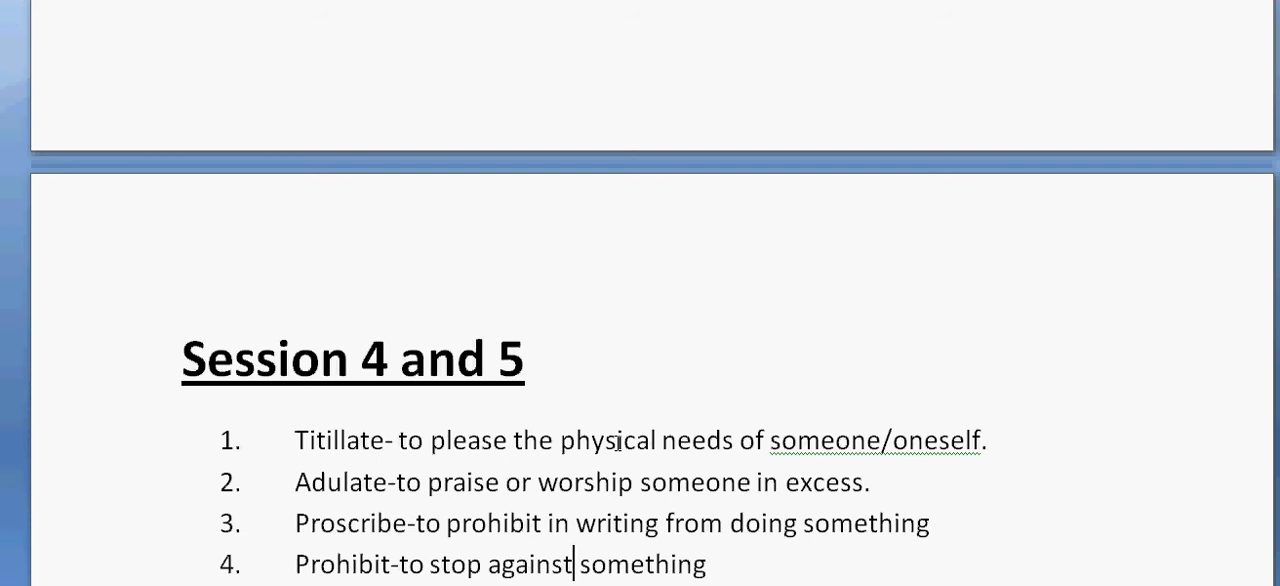 Session 4 and 5
1. Titillate- to please the physical needs of someone/oneself.
2. Adulate-to praise or worship someone in excess.
3. Proscribe-to prohibit in writing from doing something
4. Prohibit-to stop against something